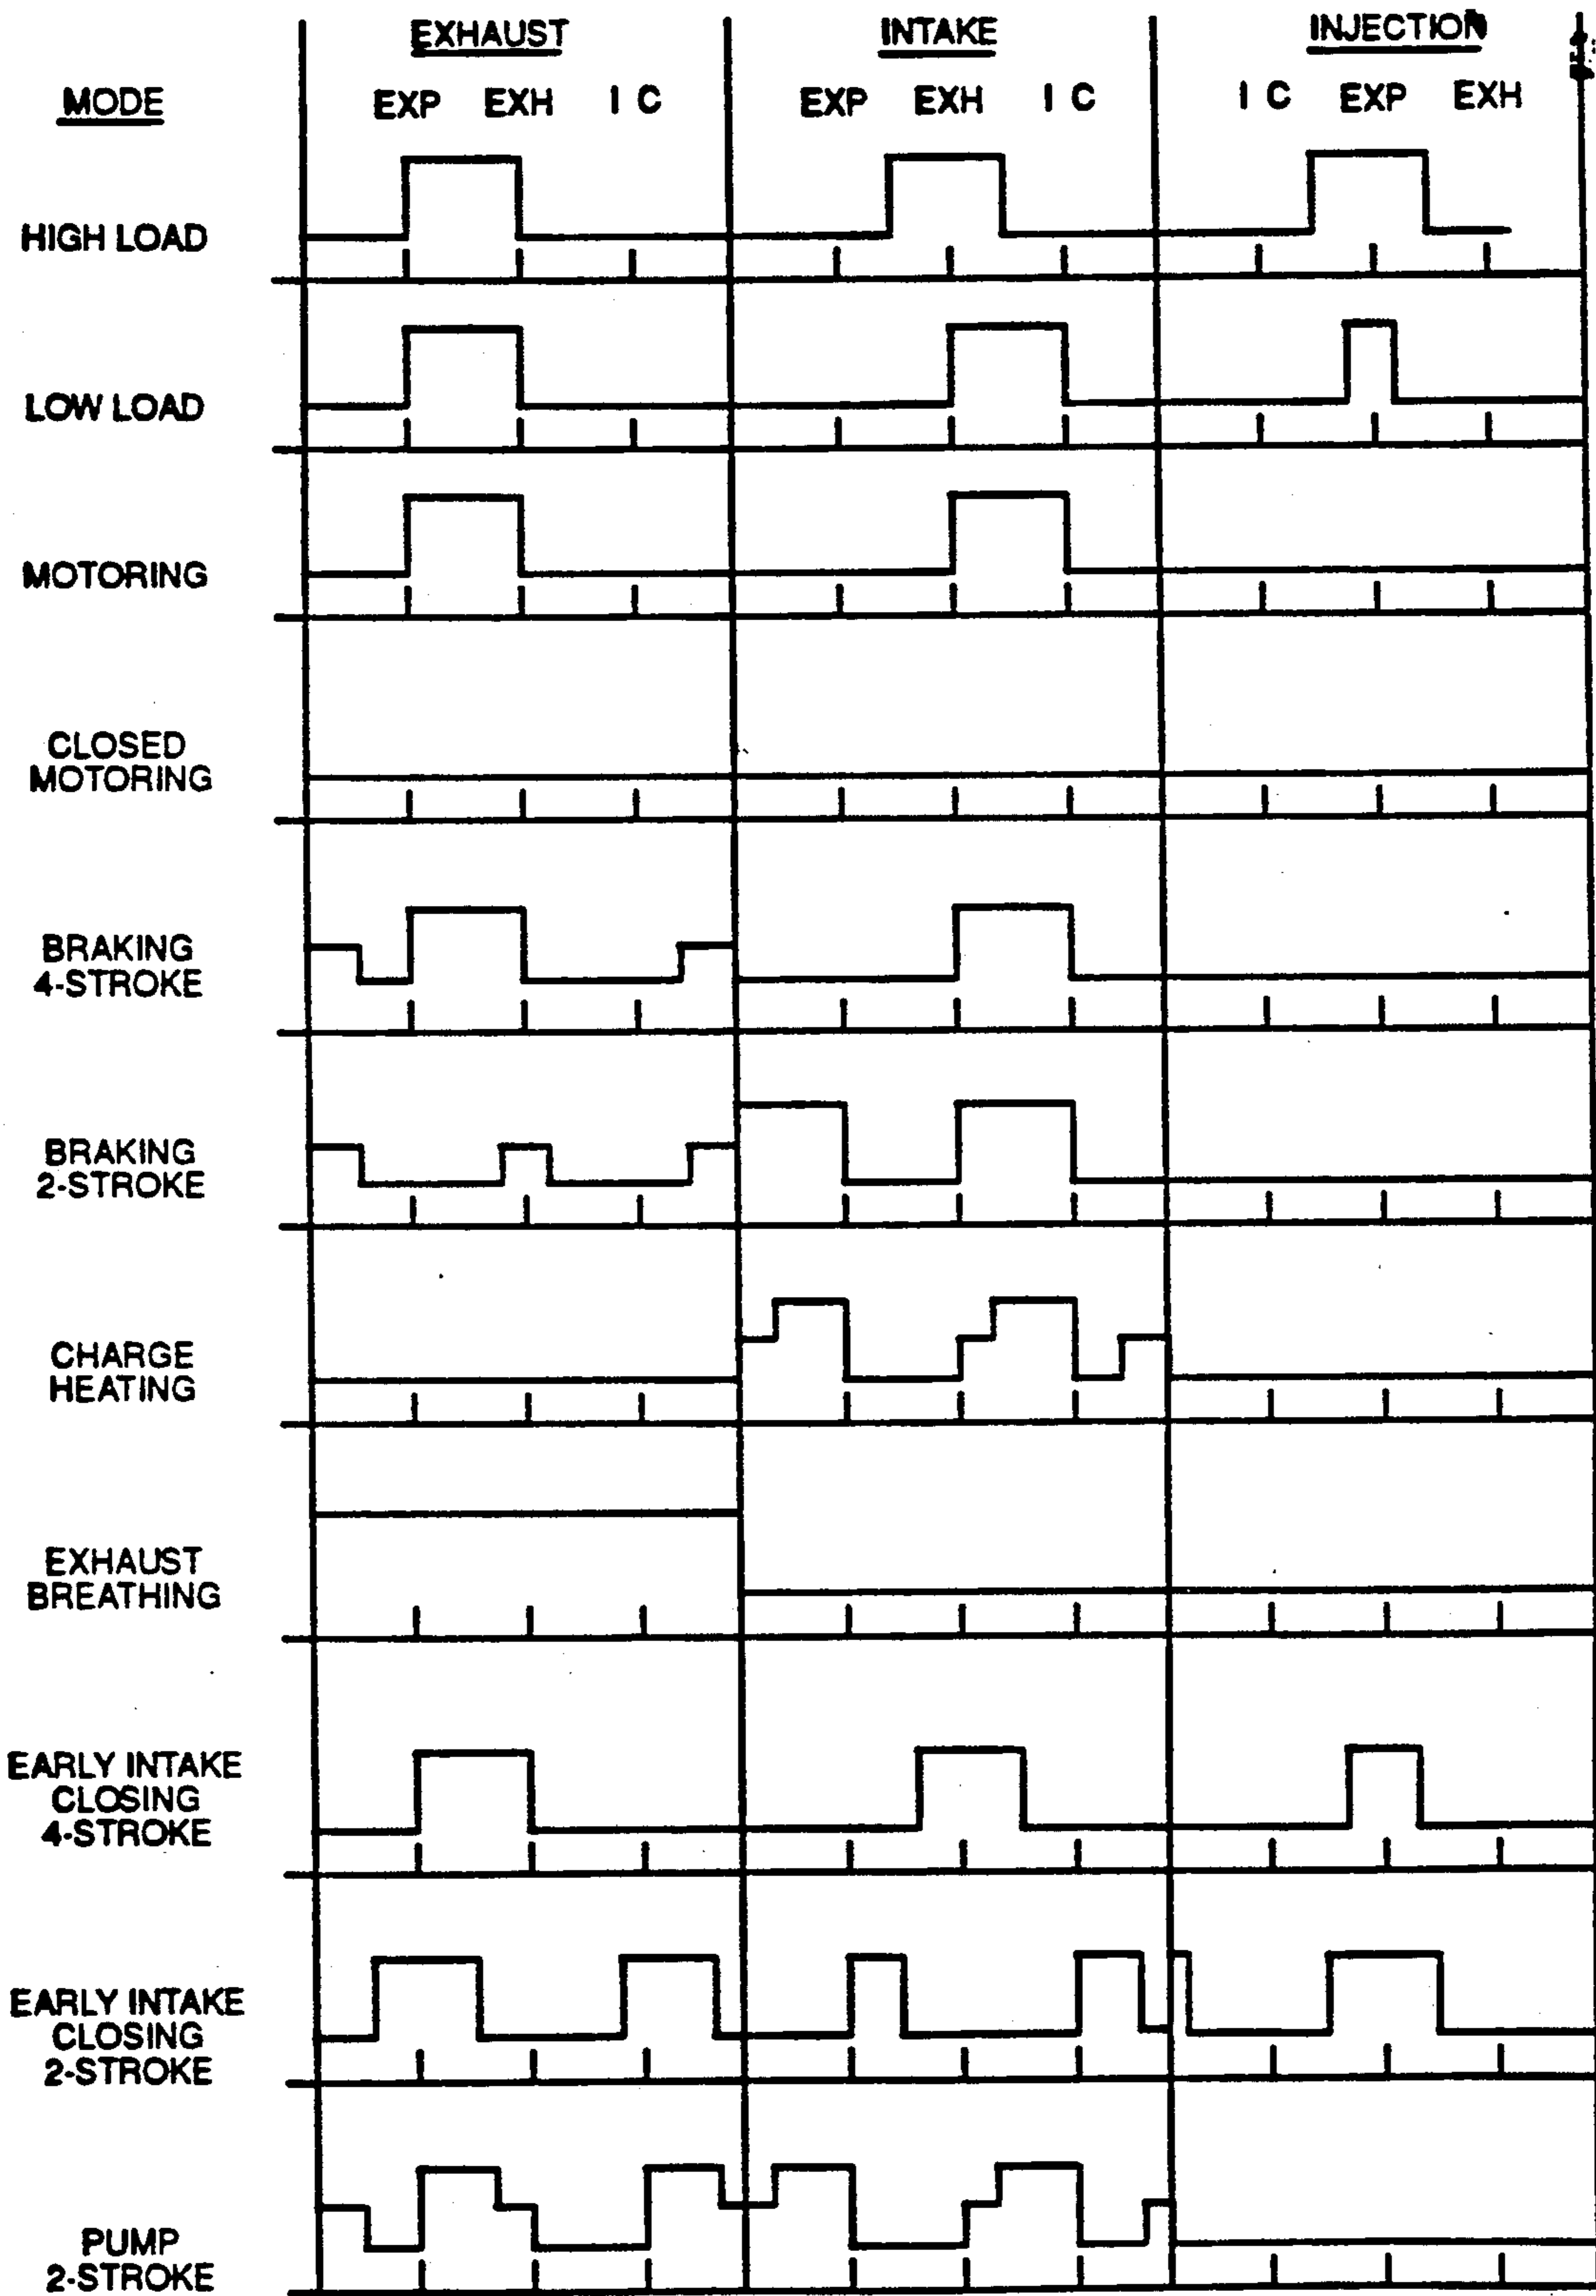 EXHAUST INTAKE INJECTION
MODE EXP EXH I C EXP EXH I C I C EXP EXH
HIGH LOAD
LOW LOAD
MOTORING
CLOSED
MOTORING
BRAKING
4-STROKE
BRAKING
2-STROKE
CHARGE
HEATING
EXHAUST
BREATHING
EARLY INTAKE
CLOSING
4-STROKE
EARLY INTAKE
CLOSING
2-STROKE
PUMP
2-STROKE